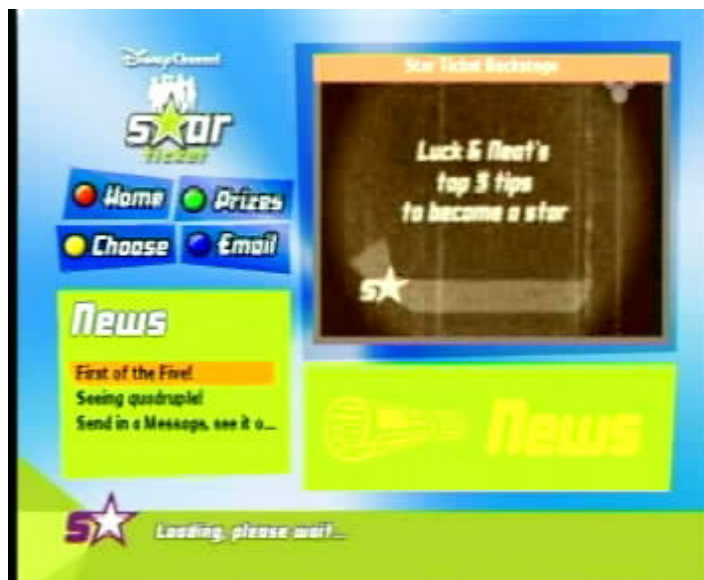 Disney Channel
star
ticket
Home
Prizes
Choose
Email
News
First of the Five!
Seeing quadruple!
Send in a Message, see it o...
Star Ticket Backstage
Luck & Neat's
top 5 tips
to become a star
S
News
S
Loading, please wait...